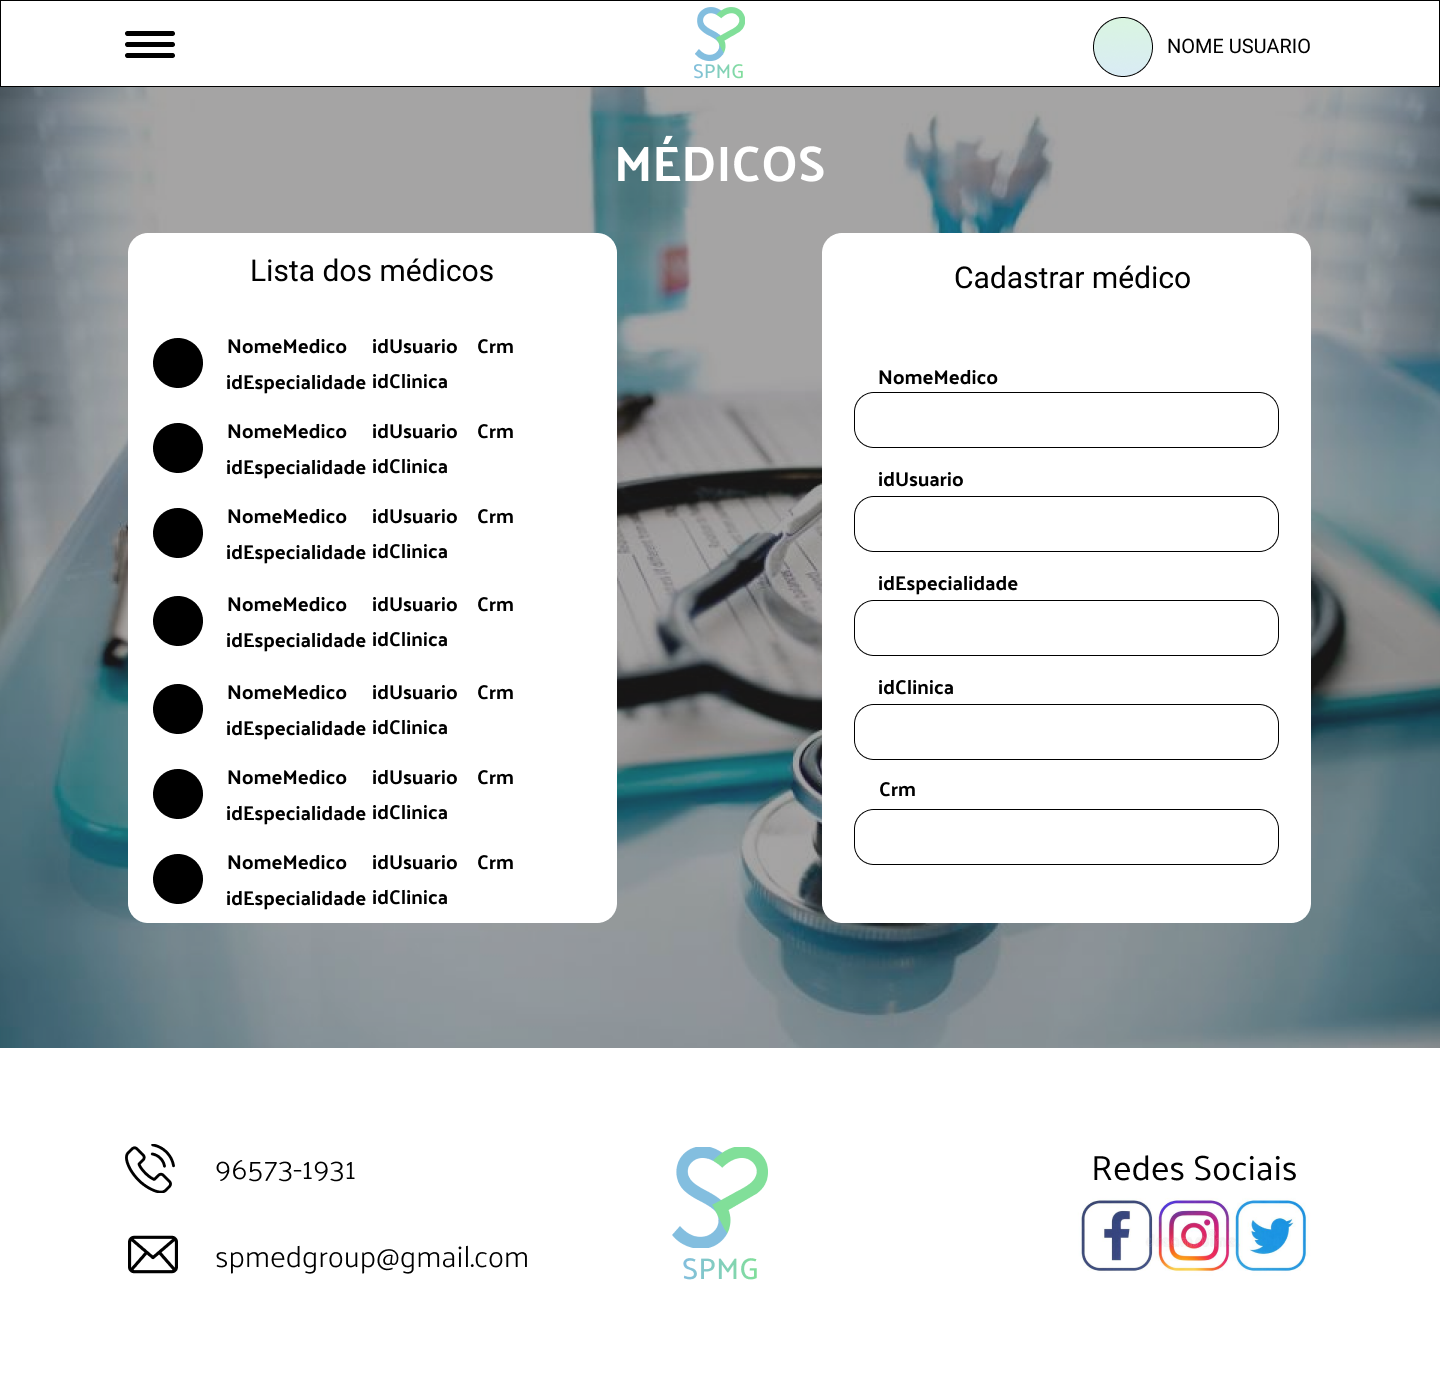 SPMG
NOME USUARIO
MÉDICOS
Lista dos médicos
NomeMedico idUsuario Crm
idEspecialidade idClinica
NomeMedico idUsuario Crm
idEspecialidade idClinica
NomeMedico idUsuario Crm
idEspecialidade idClinica
NomeMedico idUsuario Crm
idEspecialidade idClinica
NomeMedico idUsuario Crm
idEspecialidade idClinica
NomeMedico idUsuario Crm
idEspecialidade idClinica
NomeMedico idUsuario Crm
idEspecialidade idClinica
Cadastrar médico
NomeMedico
idUsuario
idEspecialidade
idClinica
Crm
96573-1931
spmedgroup@gmail.com
SPMG
Redes Sociais